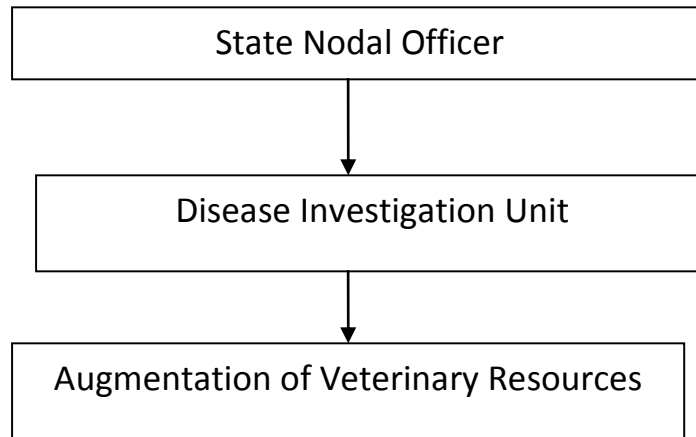 State Nodal Officer
Disease Investigation Unit
Augmentation of Veterinary Resources